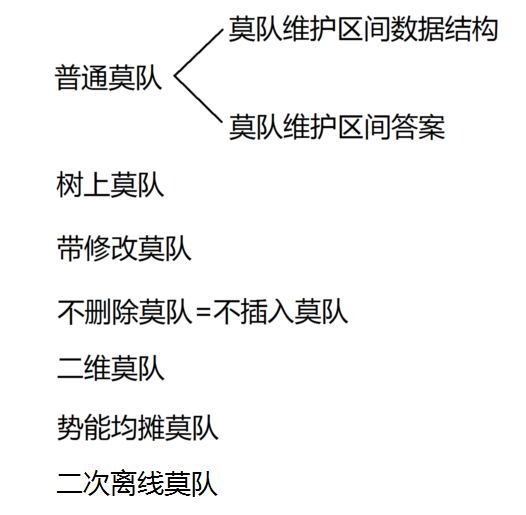 莫队维护区间数据结构
普通莫队
莫队维护区间答案
树上莫队
带修改莫队
不删除莫队=不插入莫队
二维莫队
势能均摊莫队
二次离线莫队